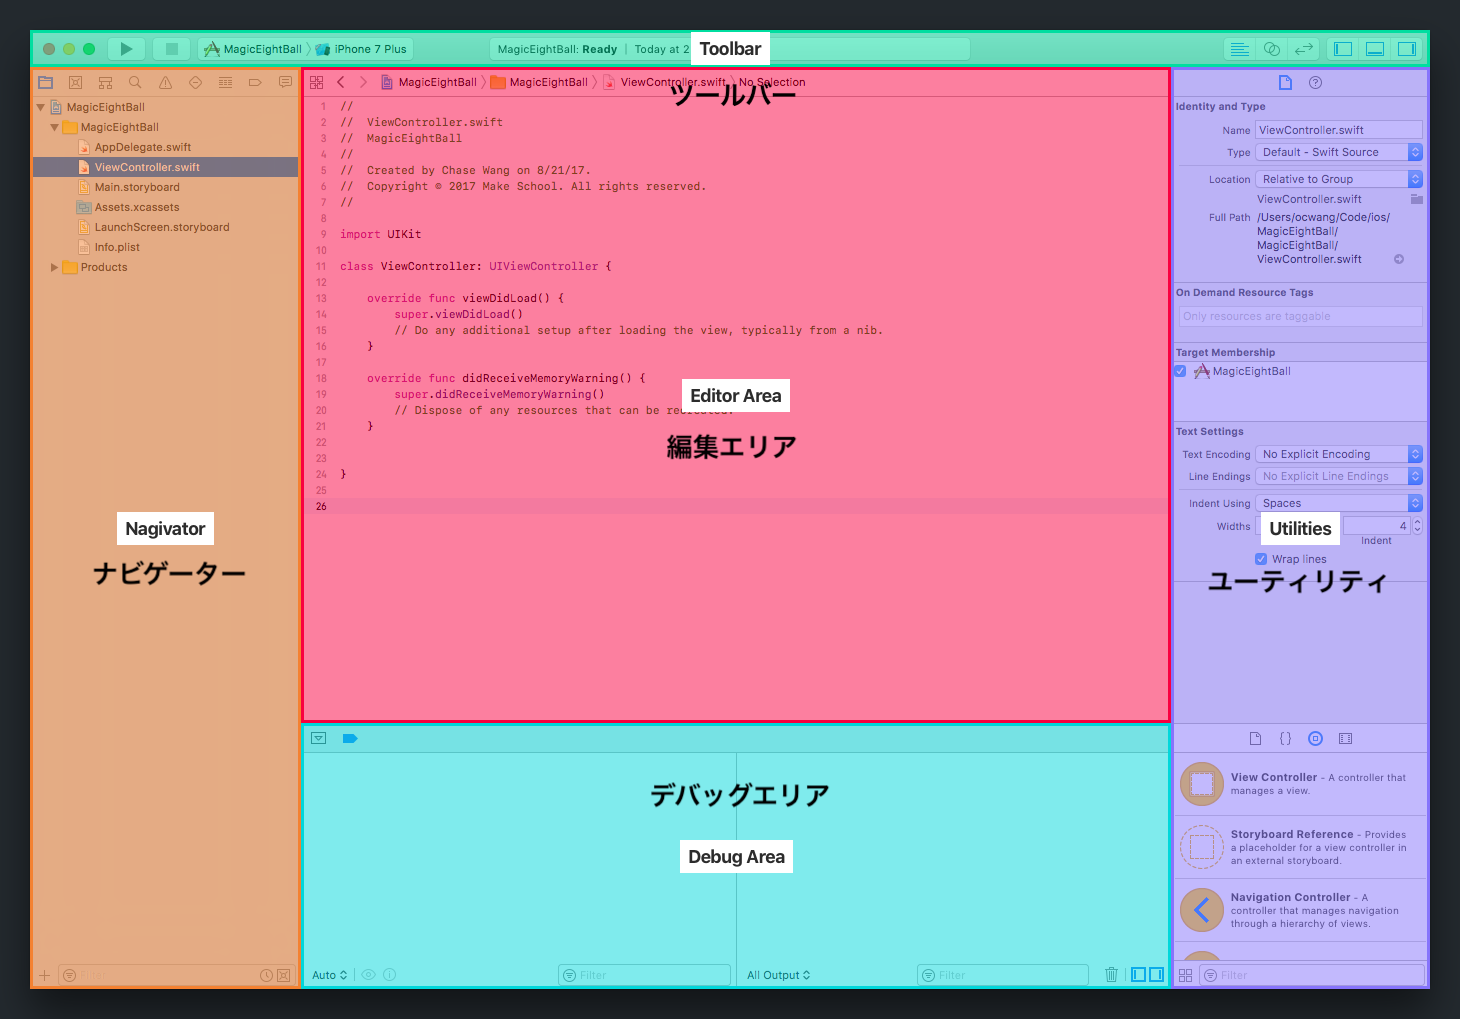 MagicEightBall
iPhone 7 Plus
MagicEightBall: Ready | Today at 2
Toolbar
ツールバー
MagicEightBall
MagicEightBall
AppDelegate.swift
ViewController.swift
Main.storyboard
Assets.xcassets
LaunchScreen.storyboard
Info.plist
Products
Nagivator
ナビゲーター
Filter
MagicEightBall
MagicEightBall
ViewController.swift
No Selection
1 //
2 //  ViewController.swift
3 //  MagicEightBall
4 //
5 //  Created by Chase Wang on 8/21/17.
6 //  Copyright © 2017 Make School. All rights reserved.
7 //
8
9 import UIKit
10
11 class ViewController: UIViewController {
12
13     override func viewDidLoad() {
14         super.viewDidLoad()
15         // Do any additional setup after loading the view, typically from a nib.
16     }
17
18     override func didReceiveMemoryWarning() {
19         super.didReceiveMemoryWarning()
20         // Dispose of any resources that can be recreated.
21     }
22
23
24 }
25
26
Editor Area
編集エリア
デバッグエリア
Debug Area
Auto
Filter
All Output
Filter
Identity and Type
Name ViewController.swift
Type Default - Swift Source
Location Relative to Group
ViewController.swift
Full Path /Users/ocwang/Code/ios/
MagicEightBall/
MagicEightBall/
ViewController.swift
On Demand Resource Tags
Only resources are taggable
Target Membership
MagicEightBall
Text Settings
Text Encoding No Explicit Encoding
Line Endings No Explicit Line Endings
Indent Using Spaces
Widths 4
Indent
Wrap lines
Utilities
ユーティリティ
{ }
View Controller - A controller that
manages a view.
Storyboard Reference - Provides
a placeholder for a view controller in
an external storyboard.
Navigation Controller - A
controller that manages navigation
through a hierarchy of views.
Filter